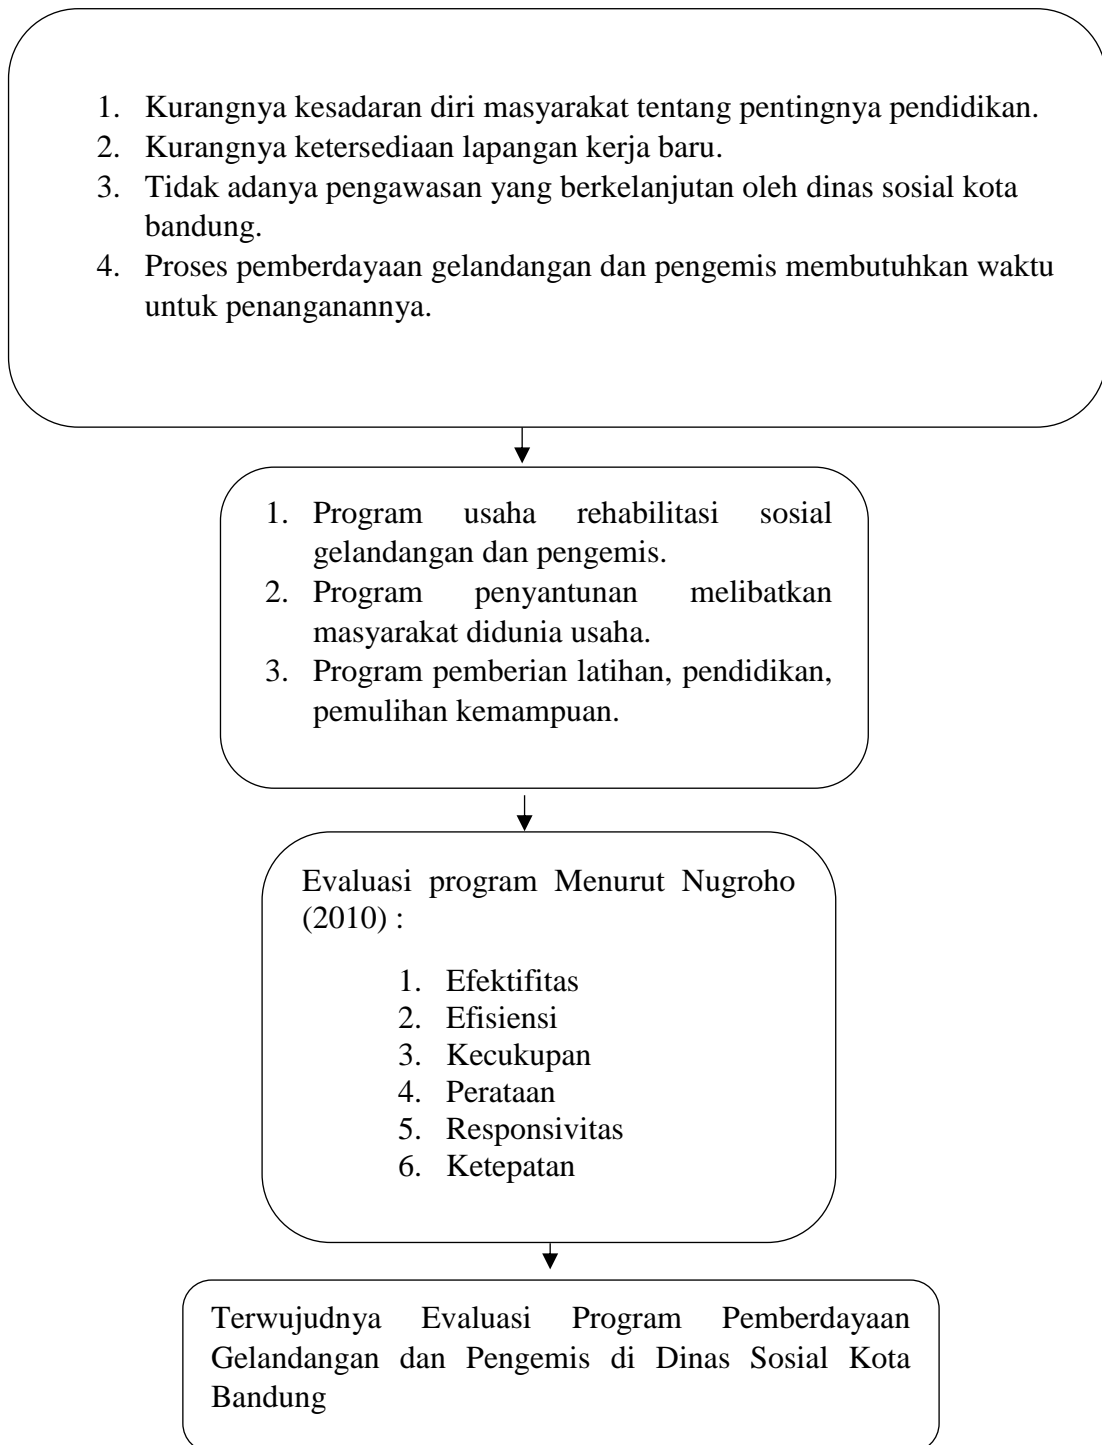 1. Kurangnya kesadaran diri masyarakat tentang pentingnya pendidikan.
2. Kurangnya ketersediaan lapangan kerja baru.
3. Tidak adanya pengawasan yang berkelanjutan oleh dinas sosial kota
bandung.
4. Proses pemberdayaan gelandangan dan pengemis membutuhkan waktu
untuk penanganannya.
1. Program usaha rehabilitasi sosial
gelandangan dan pengemis.
2. Program penyantunan melibatkan
masyarakat didunia usaha.
3. Program pemberian latihan, pendidikan,
pemulihan kemampuan.
Evaluasi program Menurut Nugroho
(2010) :
1. Efektifitas
2. Efisiensi
3. Kecukupan
4. Perataan
5. Responsivitas
6. Ketepatan
Terwujudnya Evaluasi Program Pemberdayaan
Gelandangan dan Pengemis di Dinas Sosial Kota
Bandung